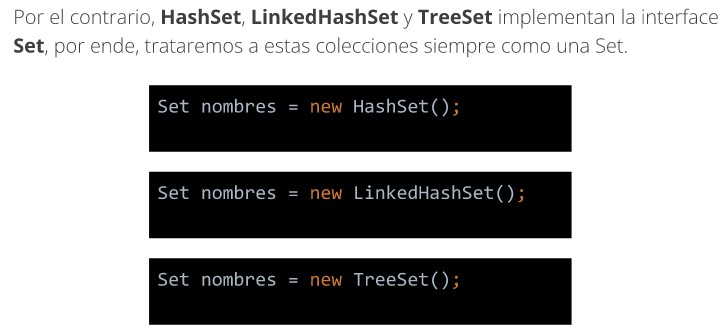 Por el contrario, HashSet, LinkedHashSet y TreeSet implementan la interface
Set, por ende, trataremos a estas colecciones siempre como una Set.
Set nombres = new HashSet();
Set nombres = new LinkedHashSet();
Set nombres = new TreeSet();